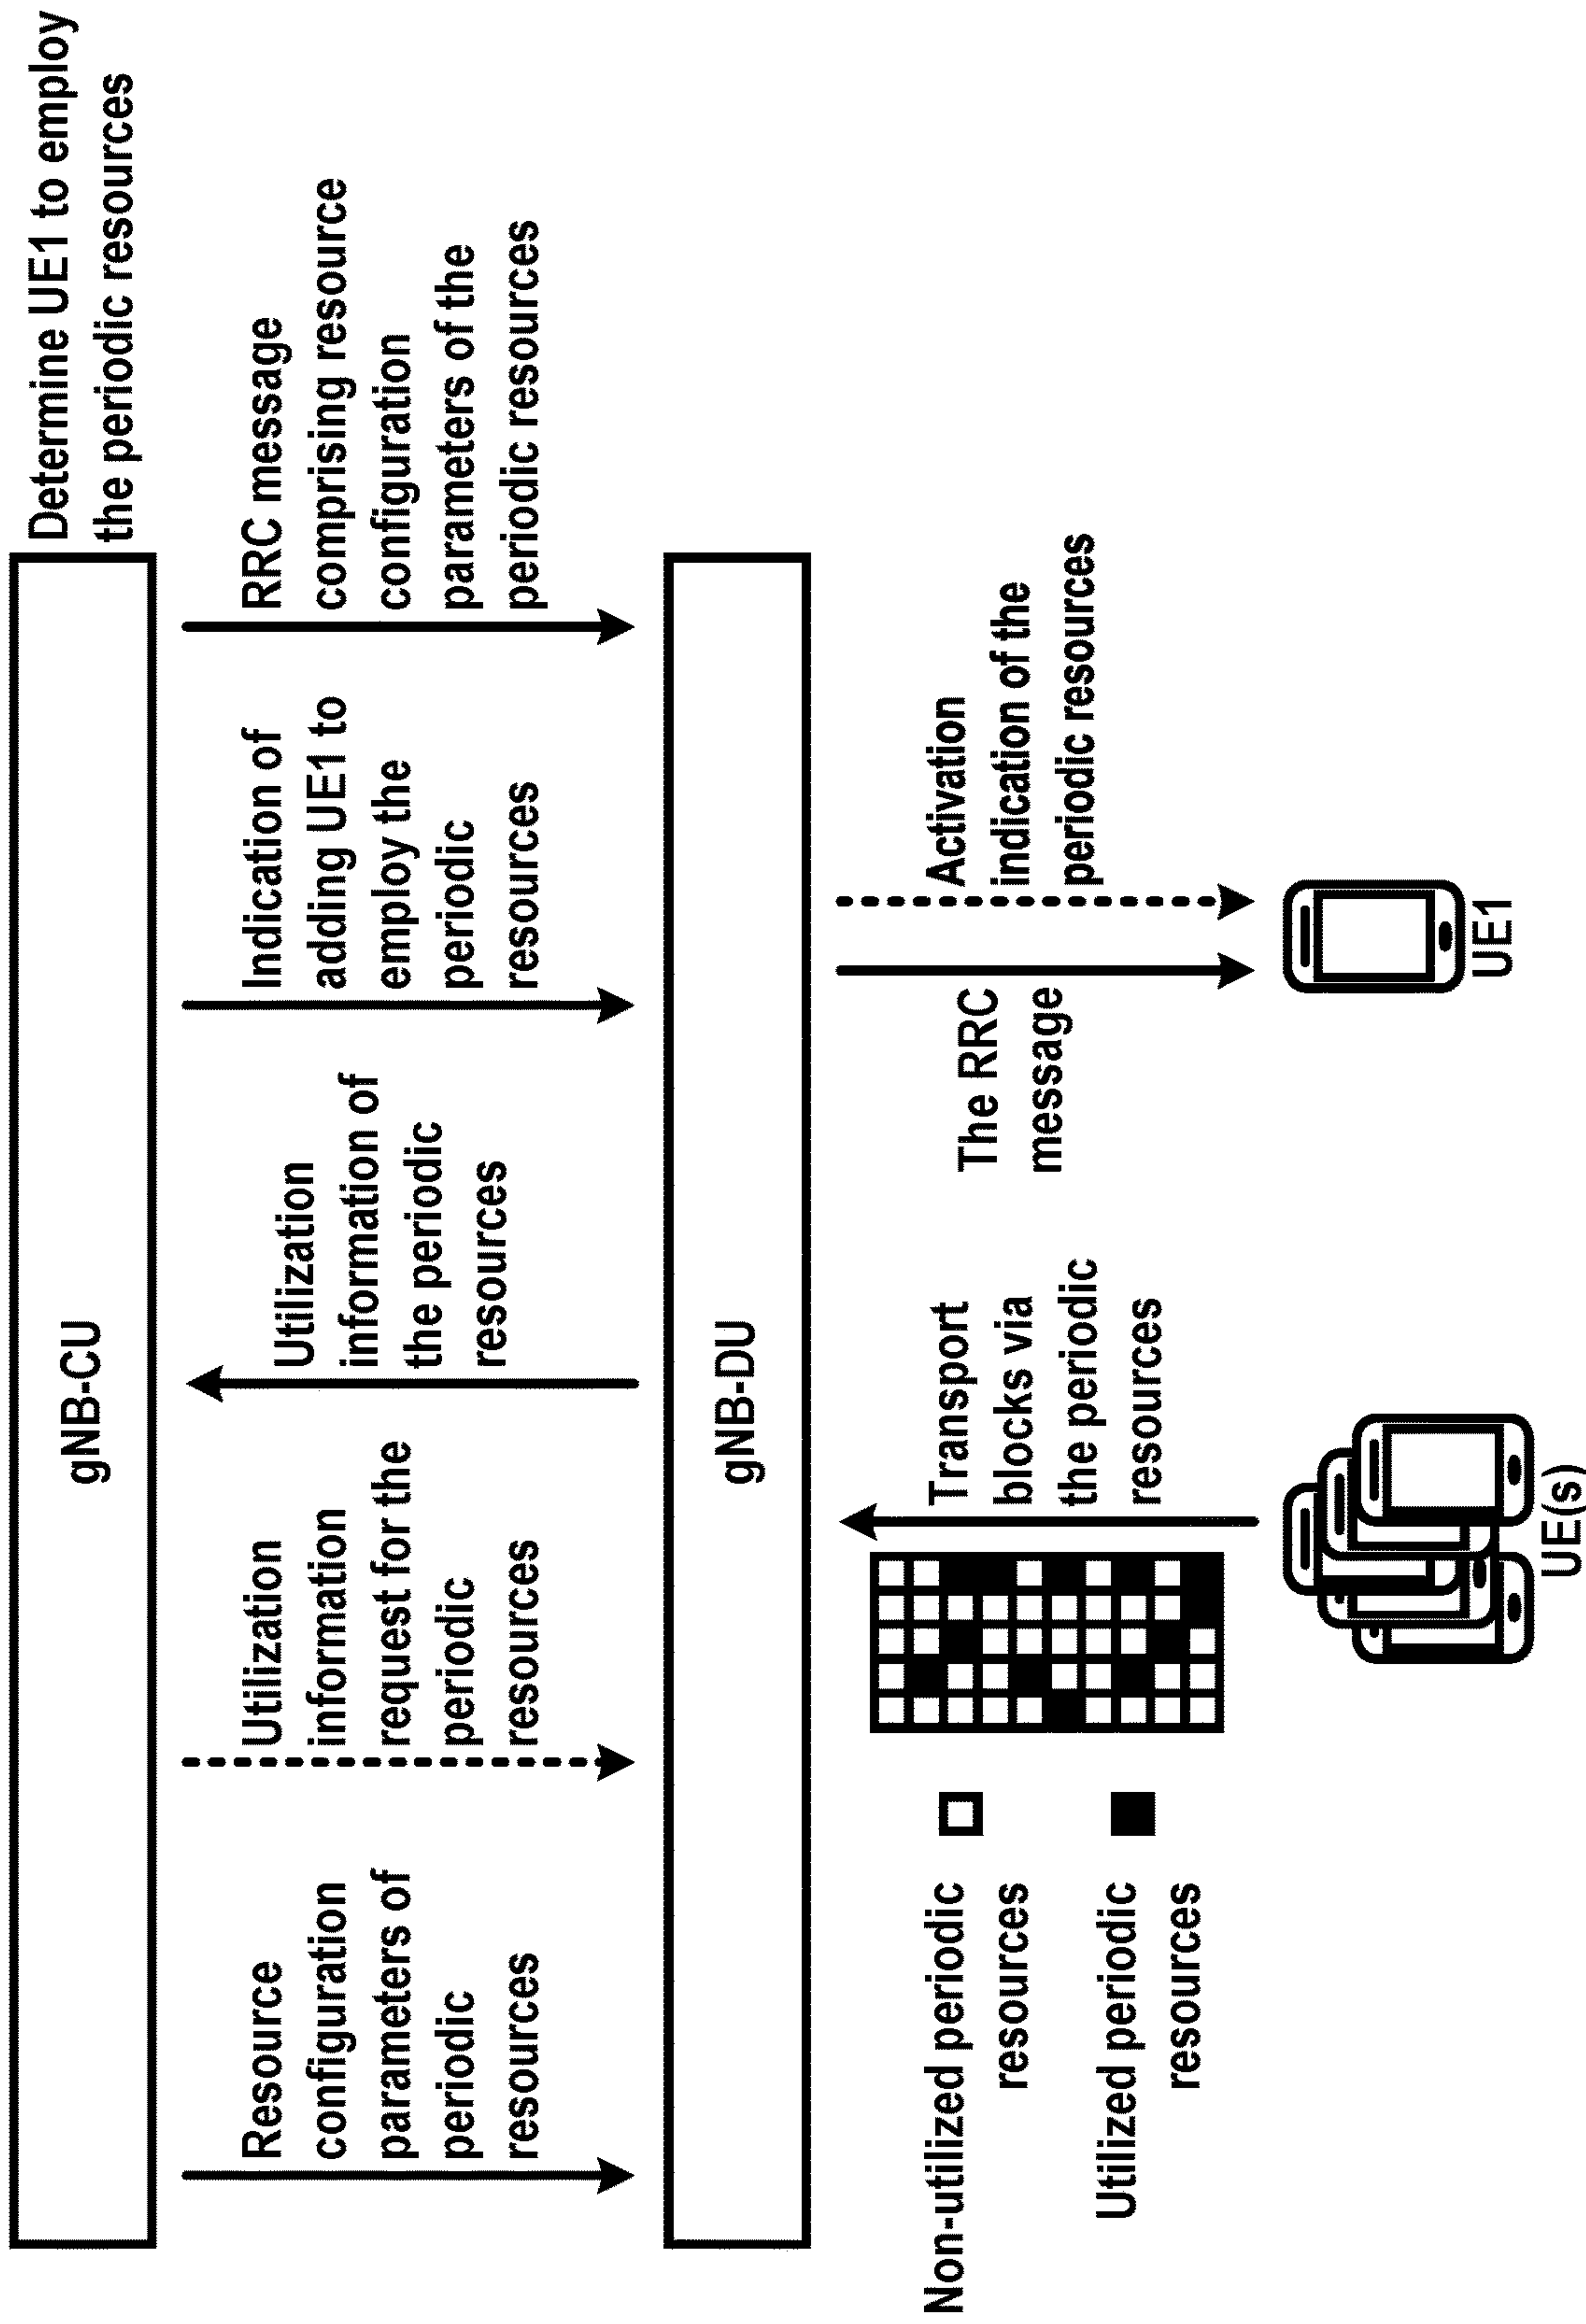 Determine UE1 to employ
the periodic resources
gNB-CU
Resource
configuration
parameters of
periodic
resources
Utilization
information
request for the
periodic
resources
Utilization
information of
the periodic
resources
Indication of
adding UE1 to
employ the
periodic
resources
RRC message
comprising resource
configuration
parameters of the
periodic resources
gNB-DU
Non-utilized periodic
resources
Utilized periodic
resources
Transport
blocks via
the periodic
resources
The RRC
message
Activation
indication of the
periodic resources
UE(s)
UE1